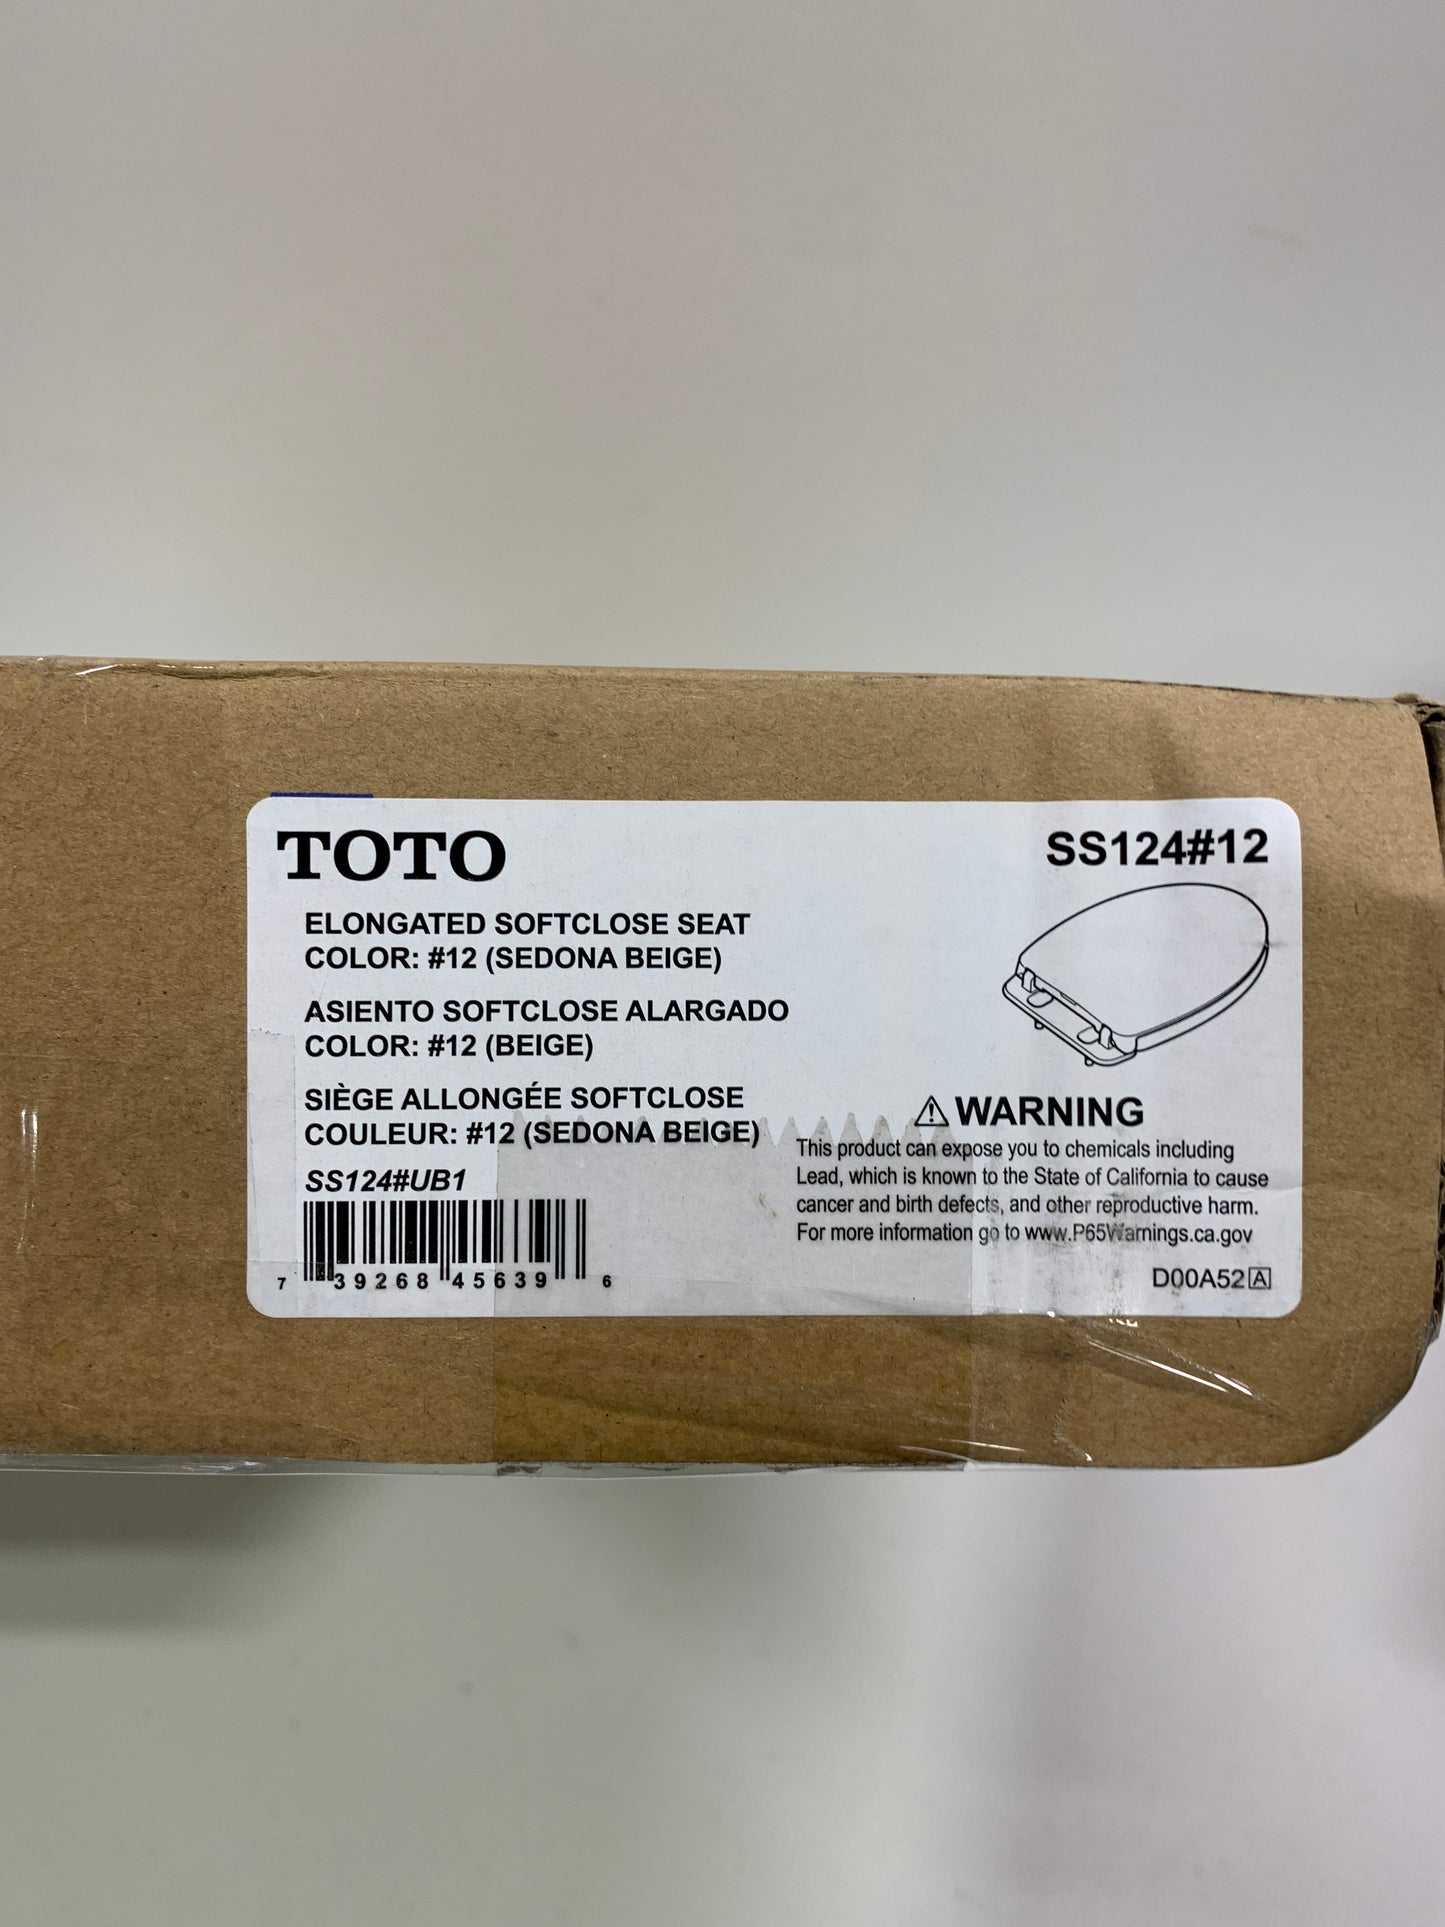 TOTO
SS124#12
ELONGATED SOFTCLOSE SEAT
COLOR: #12 (SEDONA BEIGE)
ASIENTO SOFTCLOSE ALARGADO
COLOR: #12 (BEIGE)
SIÈGE ALLONGÉE SOFTCLOSE
COULEUR: #12 (SEDONA BEIGE)
SS124#UB1
7 39268 45639 6
WARNING
This product can expose you to chemicals including
Lead, which is known to the State of California to cause
cancer and birth defects, and other reproductive harm.
For more information go to www.P65Warnings.ca.gov
D00A52 A